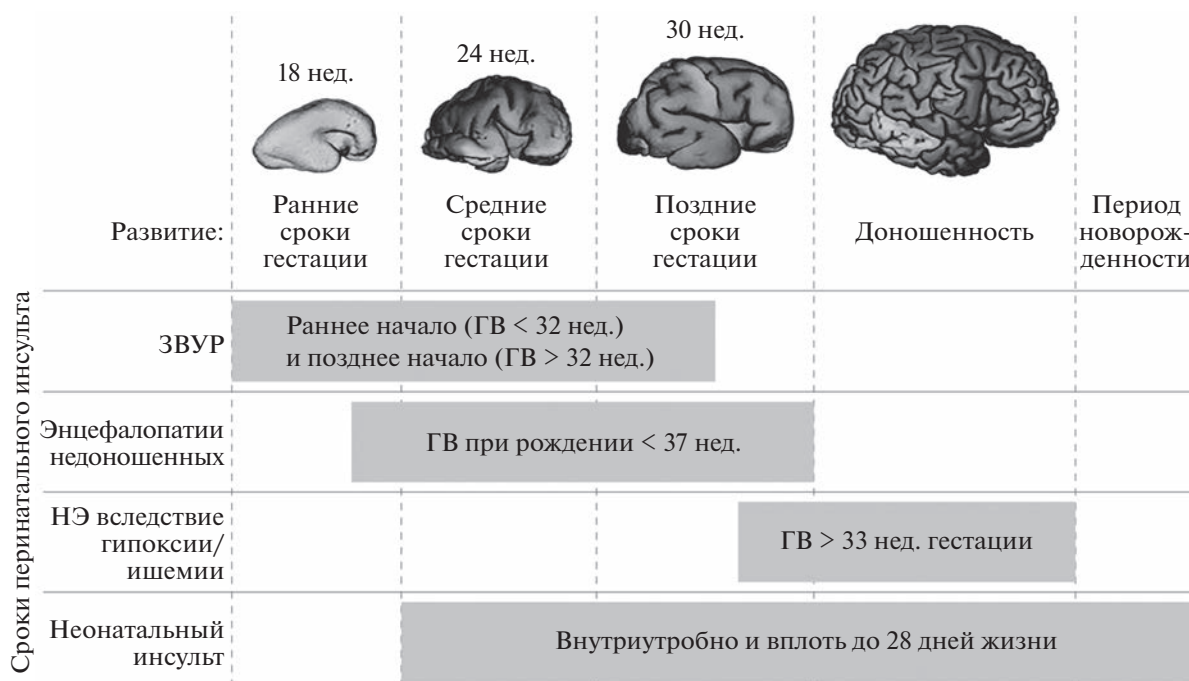 18 нед.
24 нед.
30 нед.
Развитие:
Ранние
сроки
гестации
Средние
сроки
гестации
Поздние
сроки
гестации
Доношенность
Период
новорож-
денности
Сроки перинатального инсульта
ЗВУР
Раннее начало (ГВ < 32 нед.)
и позднее начало (ГВ > 32 нед.)
Энцефалопатии
недоношенных
ГВ при рождении < 37 нед.
НЭ вследствие
гипоксии/
ишемии
ГВ > 33 нед. гестации
Неонатальный
инсульт
Внутриутробно и вплоть до 28 дней жизни